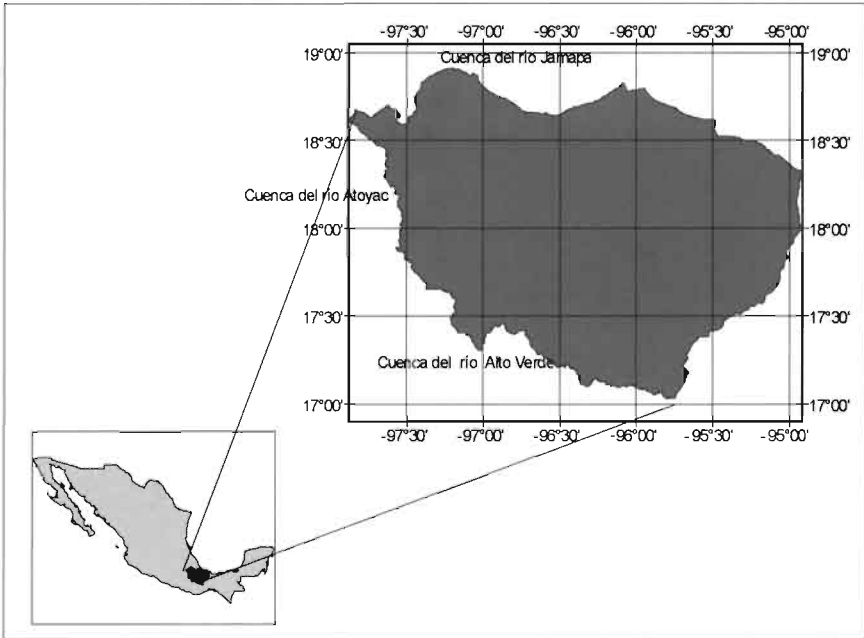 -97°30' -97°00' -96°30' -96°00' -95°30' -95°00'
19°00' 19°00'
Cuenca del río Jamapa
18°30' 18°30'
Cuenca del río Atoyac
18°00' 18°00'
17°30' 17°30'
Cuenca del río Alto Verde
17°00' 17°00'
-97°30' -97°00' -96°30' -96°00' -95°30' -95°00'